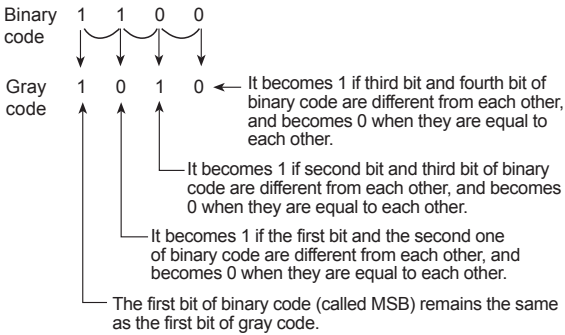 Binary 1 1 0 0
code
Gray 1 0 1 0 It becomes 1 if third bit and fourth bit of
code binary code are different from each other,
and becomes 0 when they are equal to
each other.
It becomes 1 if second bit and third bit of binary
code are different from each other, and becomes
0 when they are equal to each other.
It becomes 1 if the first bit and the second one
of binary code are different from each other, and
becomes 0 when they are equal to each other.
The first bit of binary code (called MSB) remains the same
as the first bit of gray code.